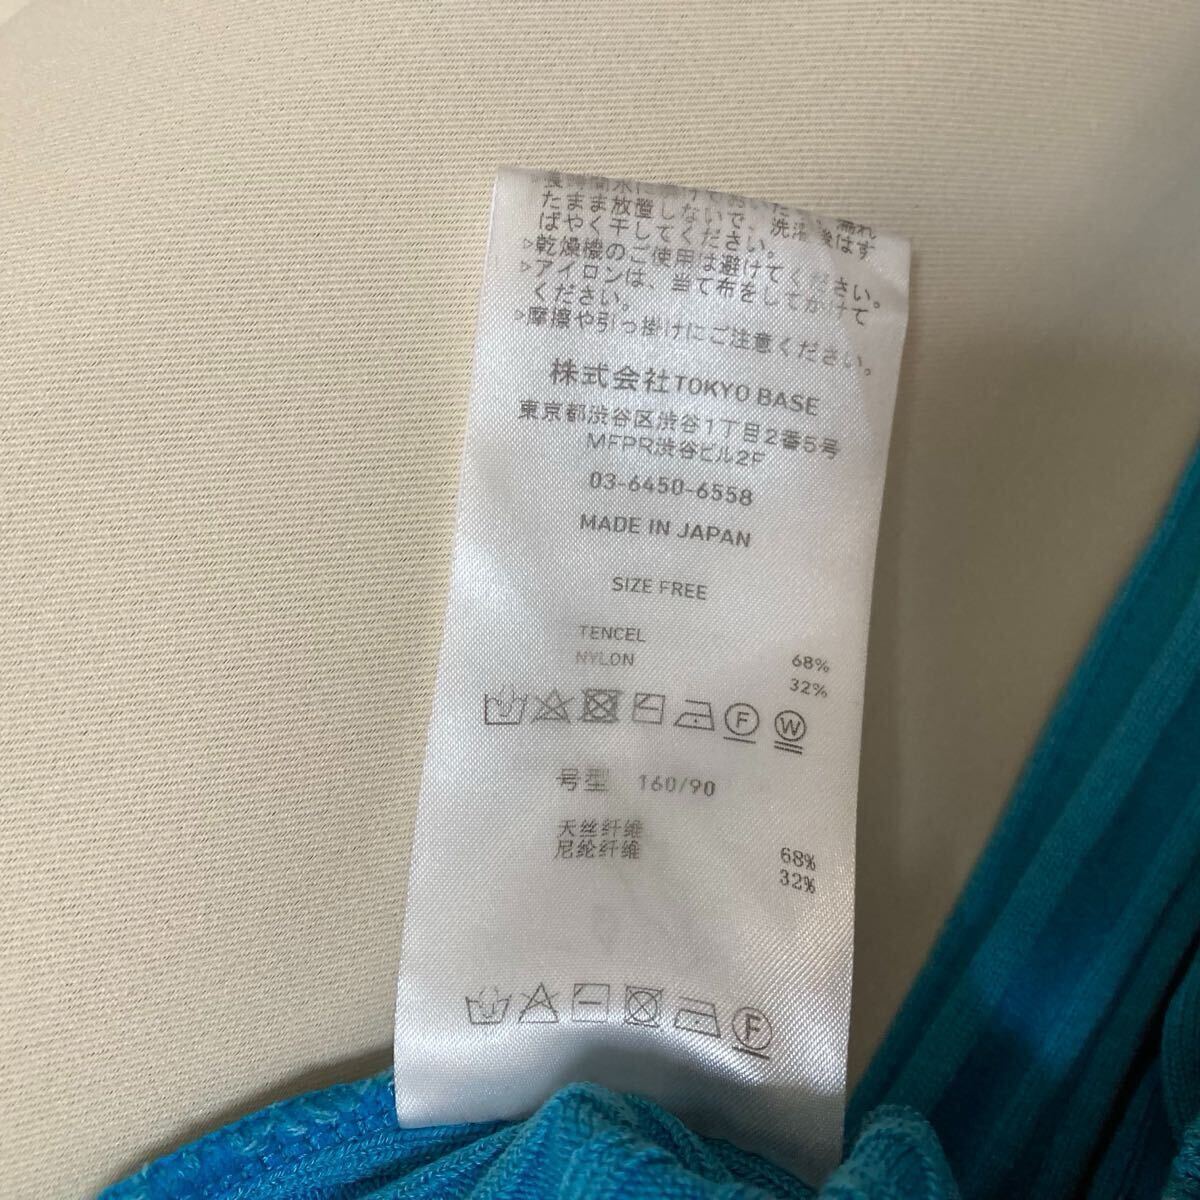 たまま放置しないで、洗濯後はす
ばやく干してください。
▷乾燥機のご使用は避けてください。
▷アイロンは、当て布をしてかけて
ください。
▷摩擦や引っ掛けにご注意ください。
株式会社TOKYO BASE
東京都渋谷区渋谷1丁目2番5号
MFPR渋谷ビル2F
03-6450-6558
MADE IN JAPAN
SIZE FREE
TENCEL 68%
NYLON 32%
F W
号型 160/90
天丝纤维 68%
尼纶纤维 32%
F